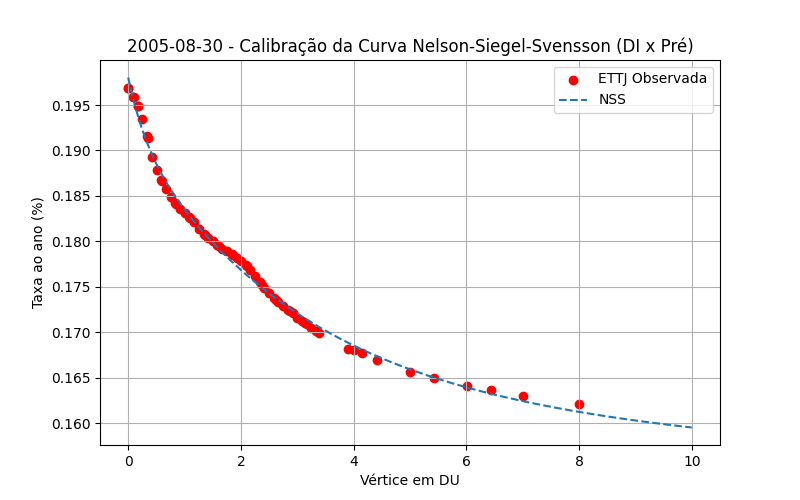 2005-08-30 - Calibração da Curva Nelson-Siegel-Svensson (DI x Pré)
ETTJ Observada
NSS
Taxa ao ano (%)
0.195
0.190
0.185
0.180
0.175
0.170
0.165
0.160
0 2 4 6 8 10
Vértice em DU